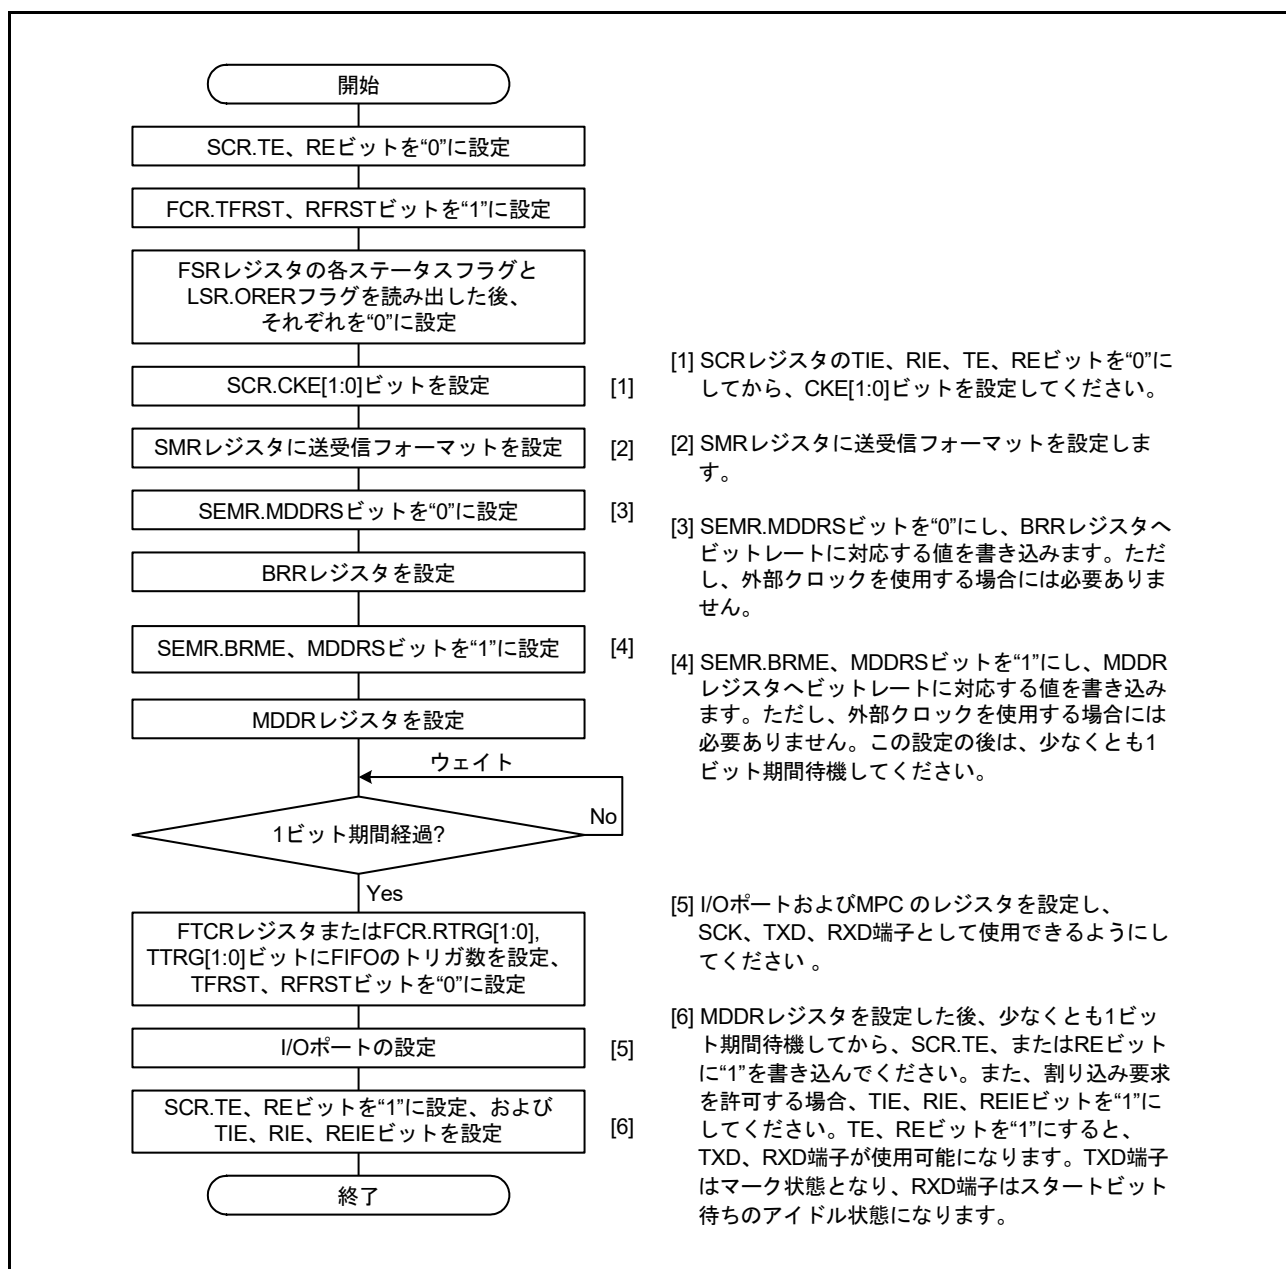 開始
SCR.TE、REビットを“0”に設定
FCR.TFRST、RFRSTビットを“1”に設定
FSRレジスタの各ステータスフラグと
LSR.ORERフラグを読み出した後、
それぞれを“0”に設定
SCR.CKE[1:0]ビットを設定
[1]
SMRレジスタに送受信フォーマットを設定
[2]
SEMR.MDDRSビットを“0”に設定
[3]
BRRレジスタを設定
SEMR.BRME、MDDRSビットを“1”に設定
[4]
MDDRレジスタを設定
ウェイト
1ビット期間経過?
No
Yes
FTCRレジスタまたはFCR.RTRG[1:0],
TTRG[1:0]ビットにFIFOのトリガ数を設定、
TFRST、RFRSTビットを“0”に設定
I/Oポートの設定
[5]
SCR.TE、REビットを“1”に設定、および
TIE、RIE、REIEビットを設定
[6]
終了
[1] SCRレジスタのTIE、RIE、TE、REビットを“0”に
してから、CKE[1:0]ビットを設定してください。
[2] SMRレジスタに送受信フォーマットを設定しま
す。
[3] SEMR.MDDRSビットを“0”にし、BRRレジスタへ
ビットレートに対応する値を書き込みます。ただ
し、外部クロックを使用する場合には必要ありま
せん。
[4] SEMR.BRME、MDDRSビットを“1”にし、MDDR
レジスタへビットレートに対応する値を書き込み
ます。ただし、外部クロックを使用する場合には
必要ありません。この設定の後は、少なくとも1
ビット期間待機してください。
[5] I/OポートおよびMPC のレジスタを設定し、
SCK、TXD、RXD端子として使用できるようにし
てください 。
[6] MDDRレジスタを設定した後、少なくとも1ビッ
ト期間待機してから、SCR.TE、またはREビット
に“1”を書き込んでください。また、割り込み要求
を許可する場合、TIE、RIE、REIEビットを“1”に
してください。TE、REビットを“1”にすると、
TXD、RXD端子が使用可能になります。TXD端子
はマーク状態となり、RXD端子はスタートビット
待ちのアイドル状態になります。